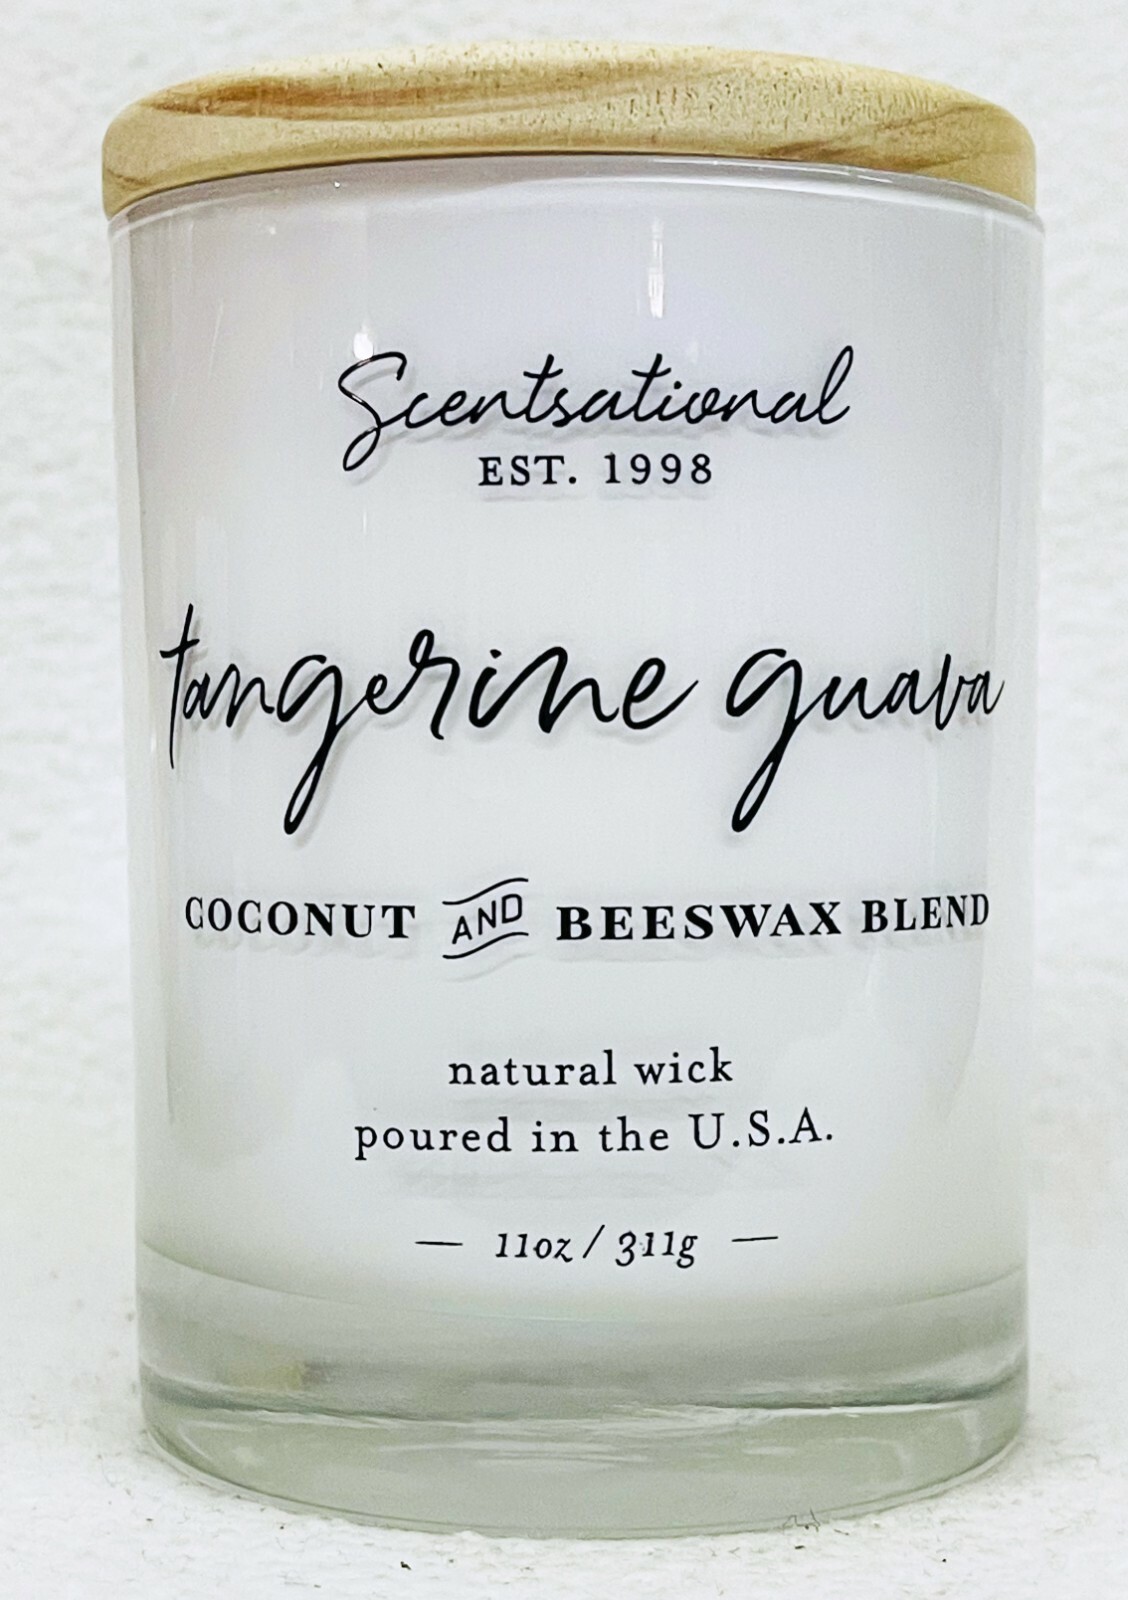 Scentsational
EST. 1998
tangerine guava
COCONUT AND BEESWAX BLEND
natural wick
poured in the U.S.A.
— 11oz / 311g —